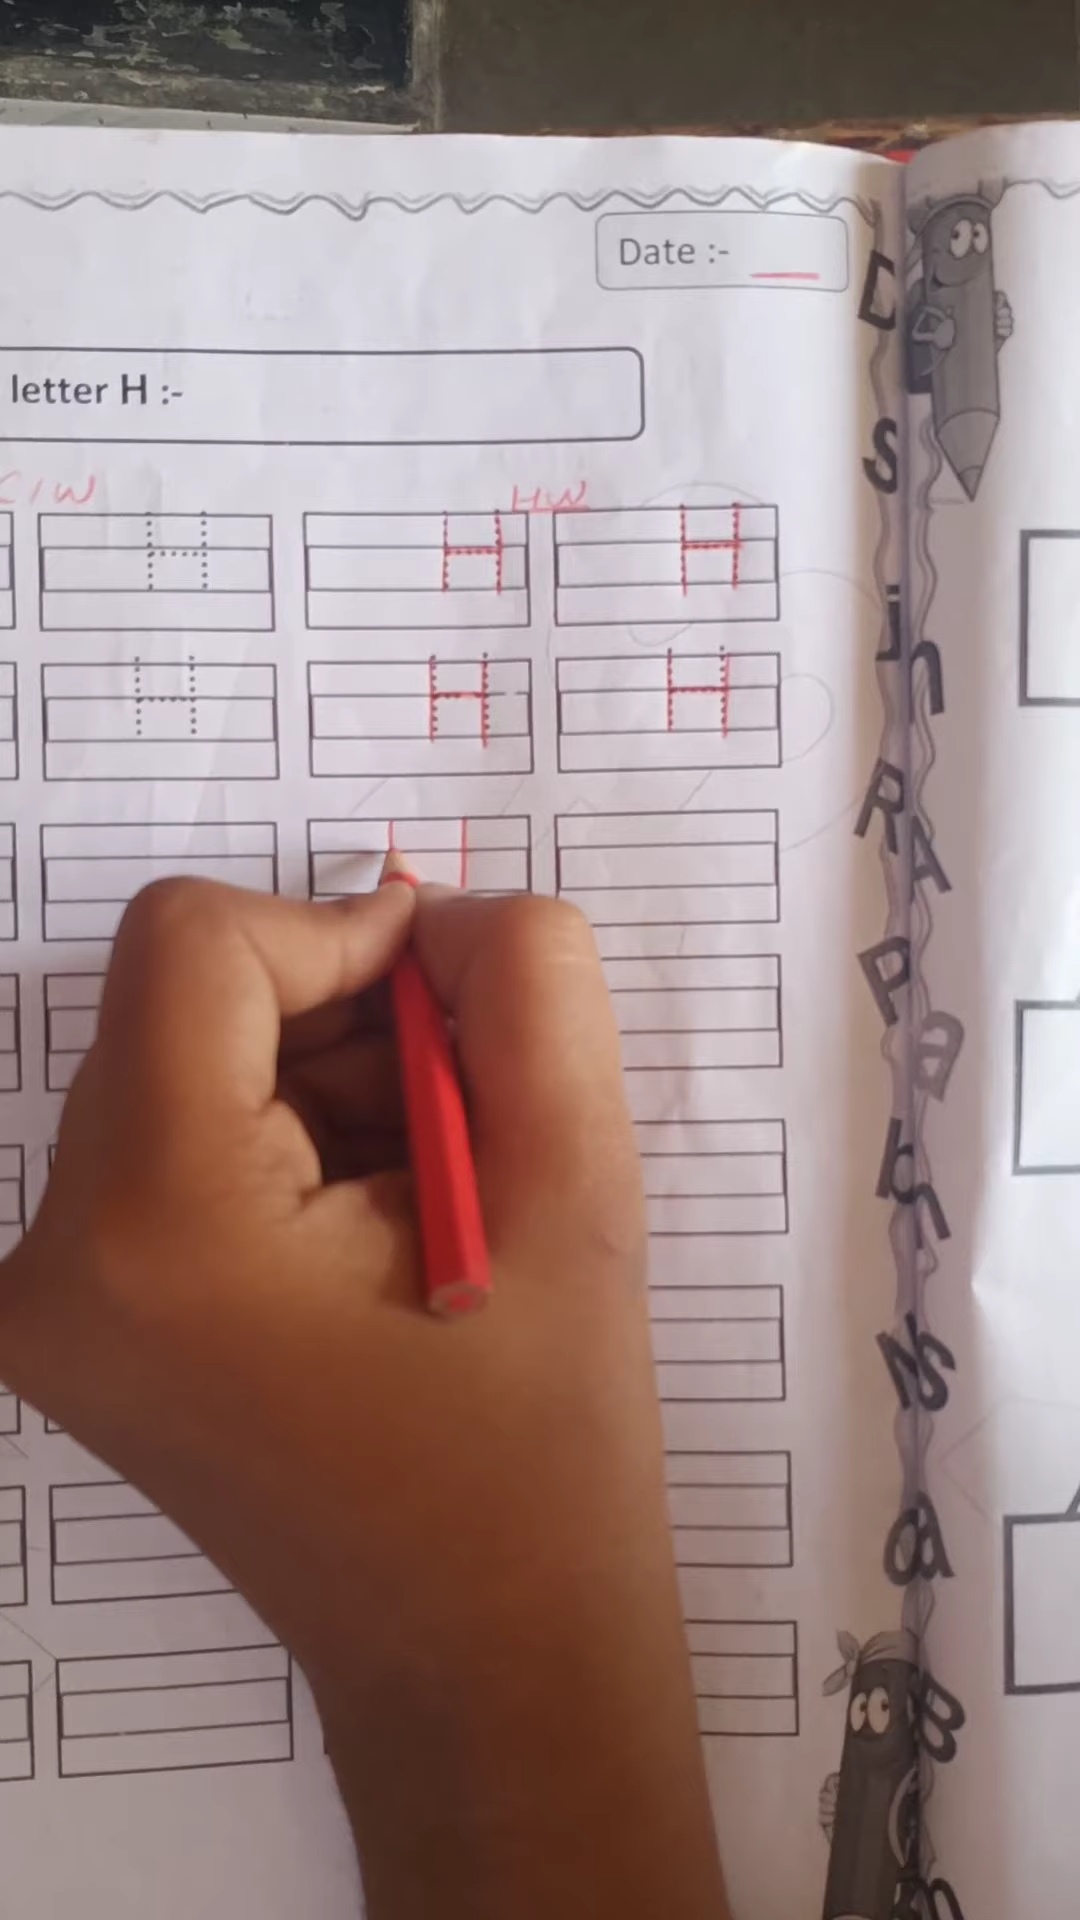 Date :-
letter H :-
C/W
HW
H H H
H H H